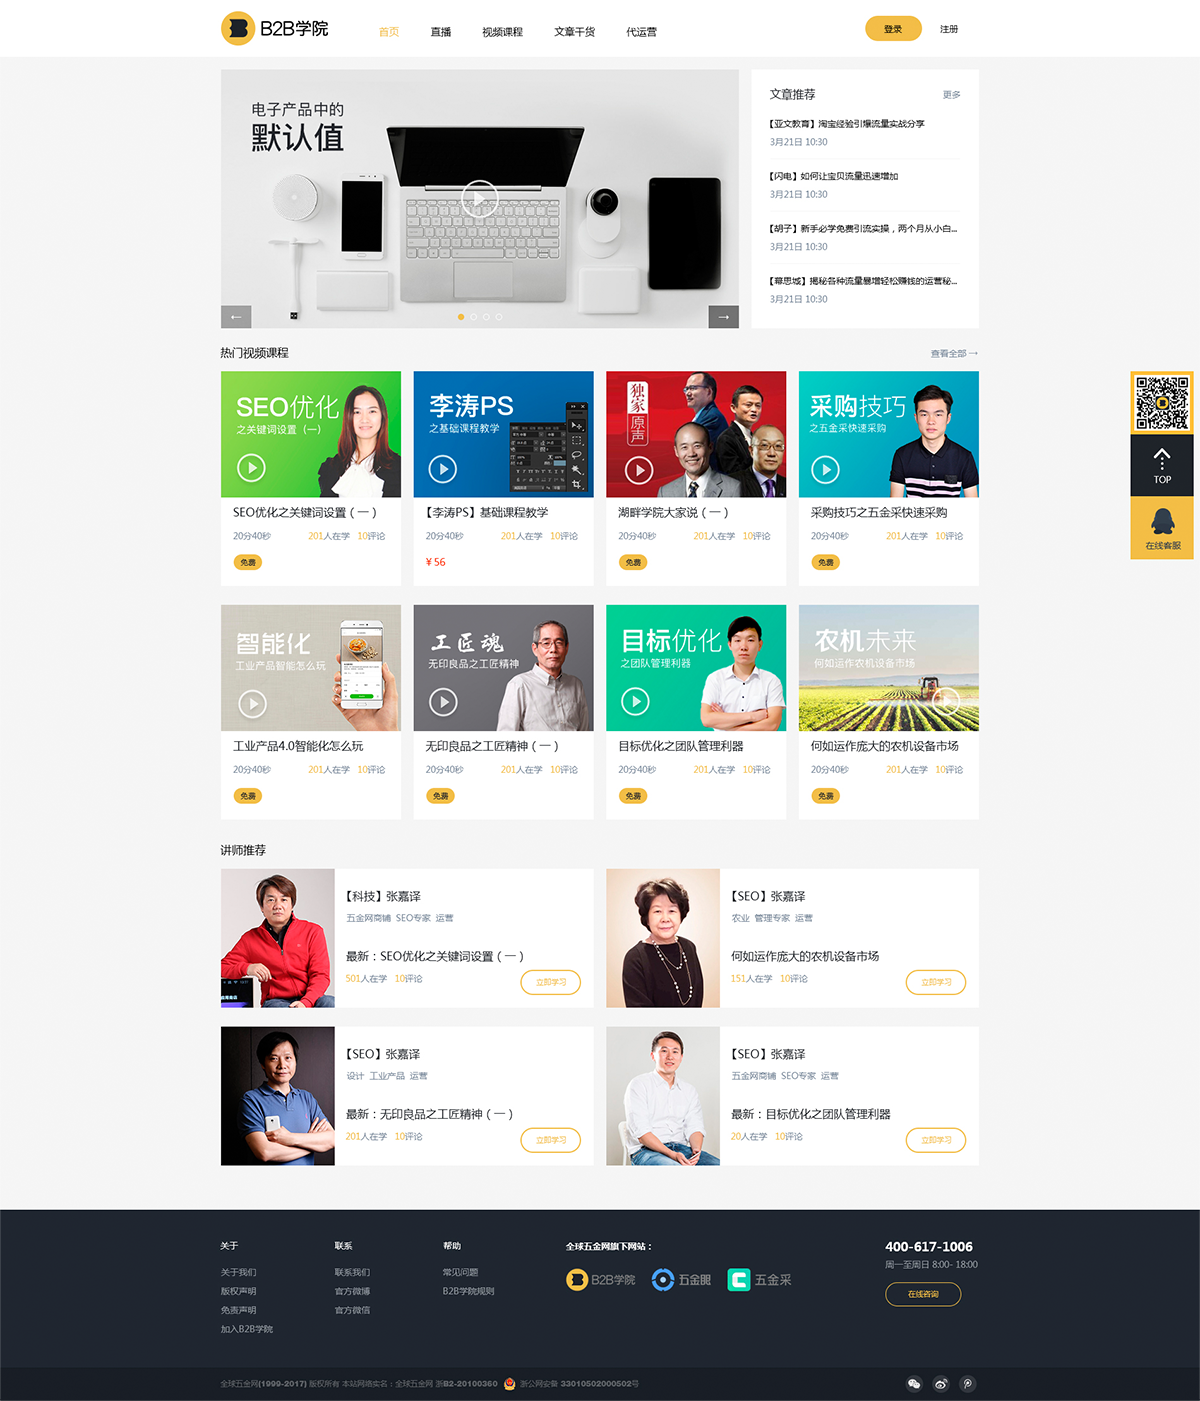 B2B学院
首页 直播 视频课程 文章干货 代运营
登录 注册
电子产品中的
默认值
文章推荐 更多
【亚文教育】淘宝经验引爆流量实战分享
3月21日 10:30
【闪电】如何让宝贝流量迅速增加
3月21日 10:30
【胡子】新手必学免费引流实操，两个月从小白...
3月21日 10:30
【幕思城】揭秘各种流量暴增轻松赚钱的运营秘...
3月21日 10:30
热门视频课程 查看全部→
SEO优化
之关键词设置（一）
李涛PS
之基础课程教学
独家
原声
采购技巧
之五金采快速采购
SEO优化之关键词设置（一）
20分40秒 201人在学 10评论
免费
【李涛PS】基础课程教学
20分40秒 201人在学 10评论
¥ 56
湖畔学院大家说（一）
20分40秒 201人在学 10评论
免费
采购技巧之五金采快速采购
20分40秒 201人在学 10评论
免费
TOP
在线客服
智能化
工业产品智能怎么玩
工匠魂
无印良品之工匠精神
目标优化
之团队管理利器
农机未来
何如运作农机设备市场
工业产品4.0智能化怎么玩
20分40秒 201人在学 10评论
免费
无印良品之工匠精神（一）
20分40秒 201人在学 10评论
免费
目标优化之团队管理利器
20分40秒 201人在学 10评论
免费
何如运作庞大的农机设备市场
20分40秒 201人在学 10评论
免费
讲师推荐
【科技】张嘉译
五金网商铺 SEO专家 运营
最新：SEO优化之关键词设置（一）
501人在学 10评论
立即学习
【SEO】张嘉译
农业 管理专家 运营
何如运作庞大的农机设备市场
151人在学 10评论
立即学习
【SEO】张嘉译
设计 工业产品 运营
最新：无印良品之工匠精神（一）
201人在学 10评论
立即学习
【SEO】张嘉译
五金网商铺 SEO专家 运营
最新：目标优化之团队管理利器
20人在学 10评论
立即学习
关于
关于我们
版权声明
免责声明
加入B2B学院
联系
联系我们
官方微博
官方微信
帮助
常见问题
B2B学院规则
全球五金网旗下网站：
B2B学院 五金眼 五金采
400-617-1006
周一至周日 8:00- 18:00
在线咨询
全球五金网(1999-2017) 版权所有 本站网络实名：全球五金网 浙B2-20100360 浙公网安备 33010502000502号